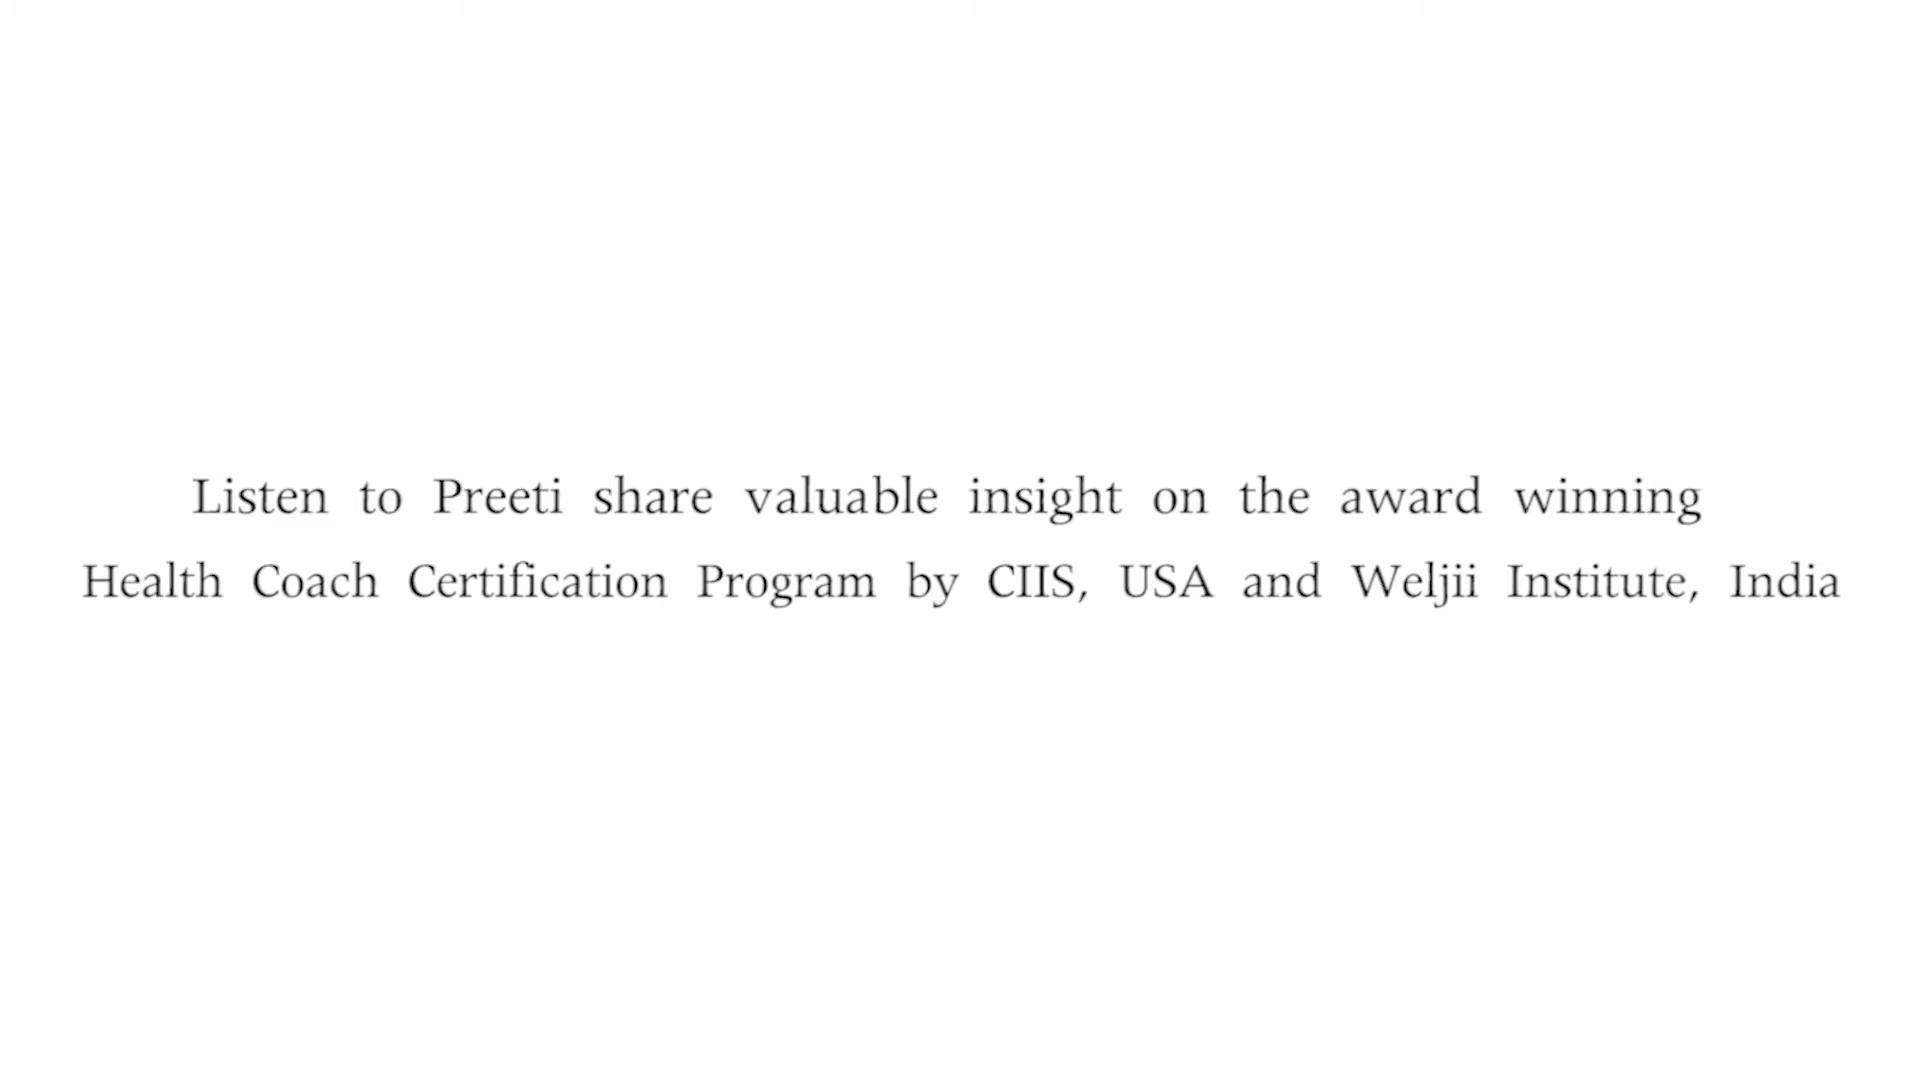 Listen to Preeti share valuable insight on the award winning
Health Coach Certification Program by CIIS, USA and Weljii Institute, India